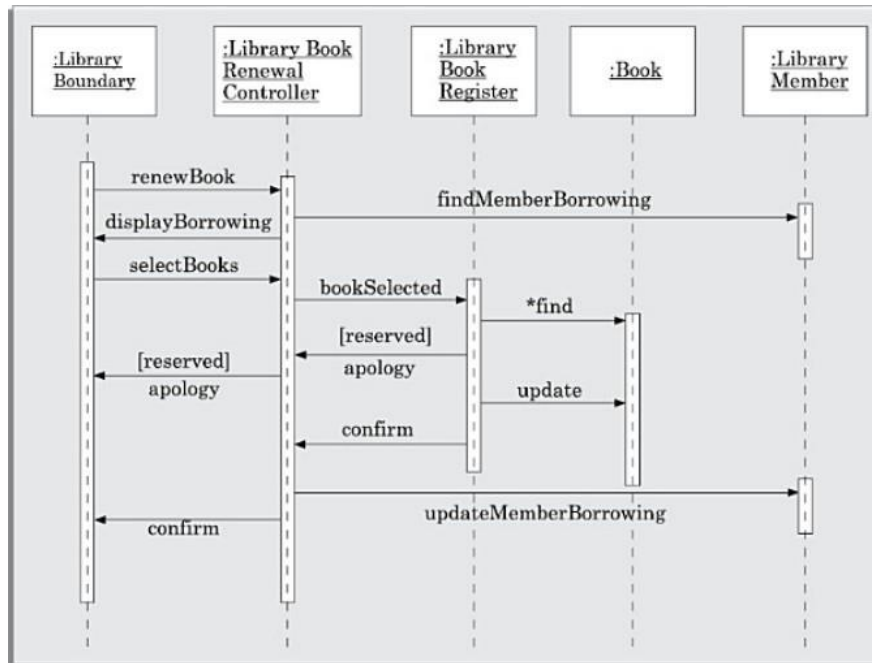 :Library
Boundary
:Library Book
Renewal
Controller
:Library
Book
Register
:Book
:Library
Member
renewBook
findMemberBorrowing
displayBorrowing
selectBooks
bookSelected
*find
[reserved]
apology
[reserved]
apology
update
confirm
updateMemberBorrowing
confirm